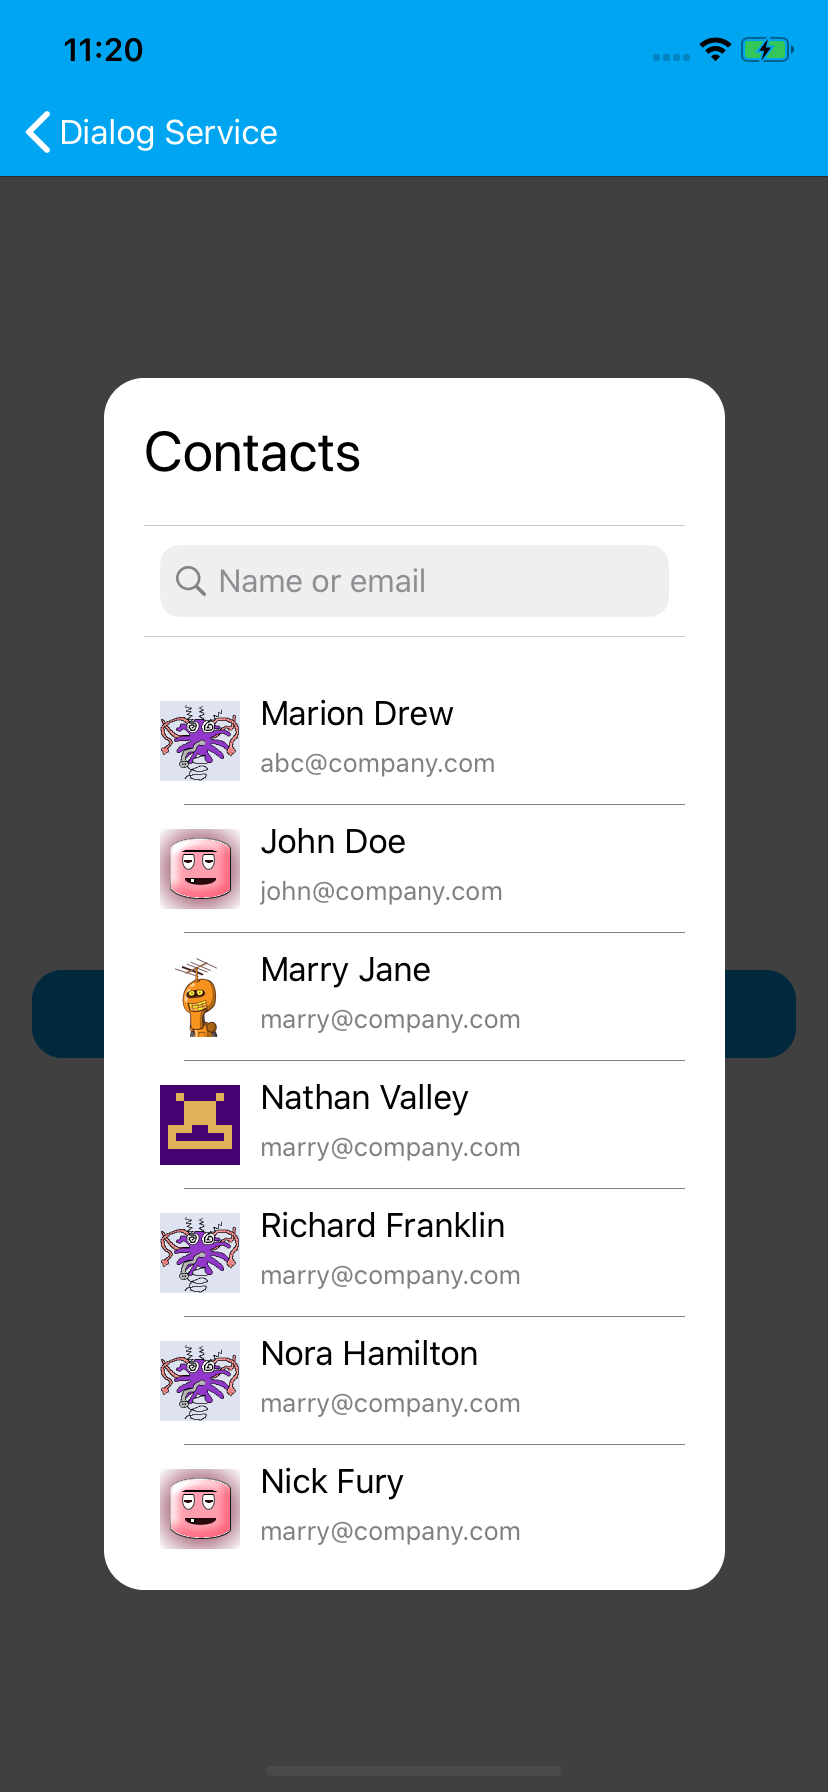 11:20
Dialog Service
Contacts
Name or email
Marion Drew
abc@company.com
John Doe
john@company.com
Marry Jane
marry@company.com
Nathan Valley
marry@company.com
Richard Franklin
marry@company.com
Nora Hamilton
marry@company.com
Nick Fury
marry@company.com